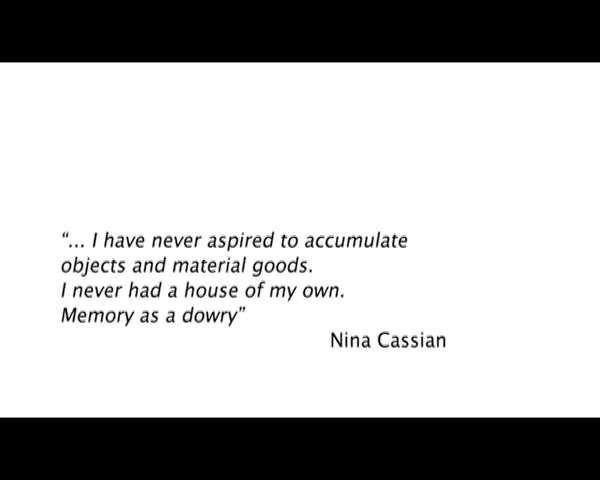 “... I have never aspired to accumulate
objects and material goods.
I never had a house of my own.
Memory as a dowry”
Nina Cassian